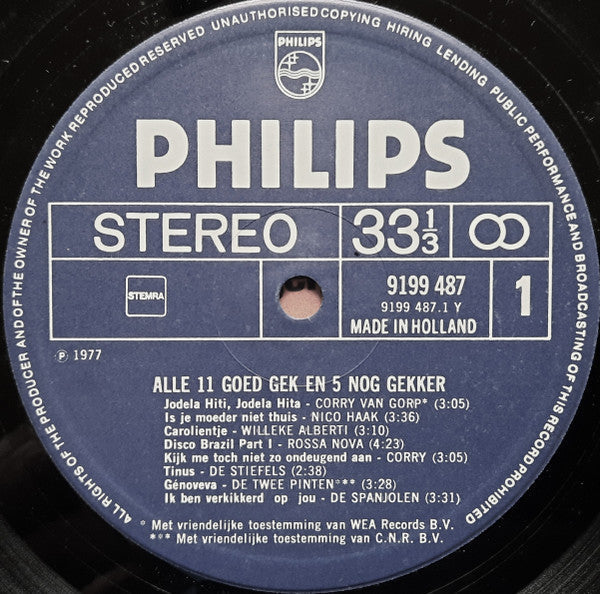 ALL RIGHTS OF THE PRODUCER AND OF THE OWNER OF THE WORK REPRODUCED RESERVED UNAUTHORISED COPYING HIRING LENDING PUBLIC PERFORMANCE AND BROADCASTING OF THIS RECORD PROHIBITED
PHILIPS
PHILIPS
STEREO 33 1/3
STEMRA
9199 487
9199 487.1 Y
MADE IN HOLLAND
1
℗ 1977
ALLE 11 GOED GEK EN 5 NOG GEKKER
Jodela Hiti, Jodela Hita - CORRY VAN GORP* (3:05)
Is je moeder niet thuis - NICO HAAK (3:36)
Carolientje - WILLEKE ALBERTI (3:10)
Disco Brazil Part I - ROSSA NOVA (4:23)
Kijk me toch niet zo ondeugend aan - CORRY (3:05)
Tinus - DE STIEFELS (2:38)
Génoveva - DE TWEE PINTEN*** (3:28)
Ik ben verkikkerd op jou - DE SPANJOLEN (3:31)
* Met vriendelijke toestemming van WEA Records B.V.
*** Met vriendelijke toestemming van C.N.R. B.V.